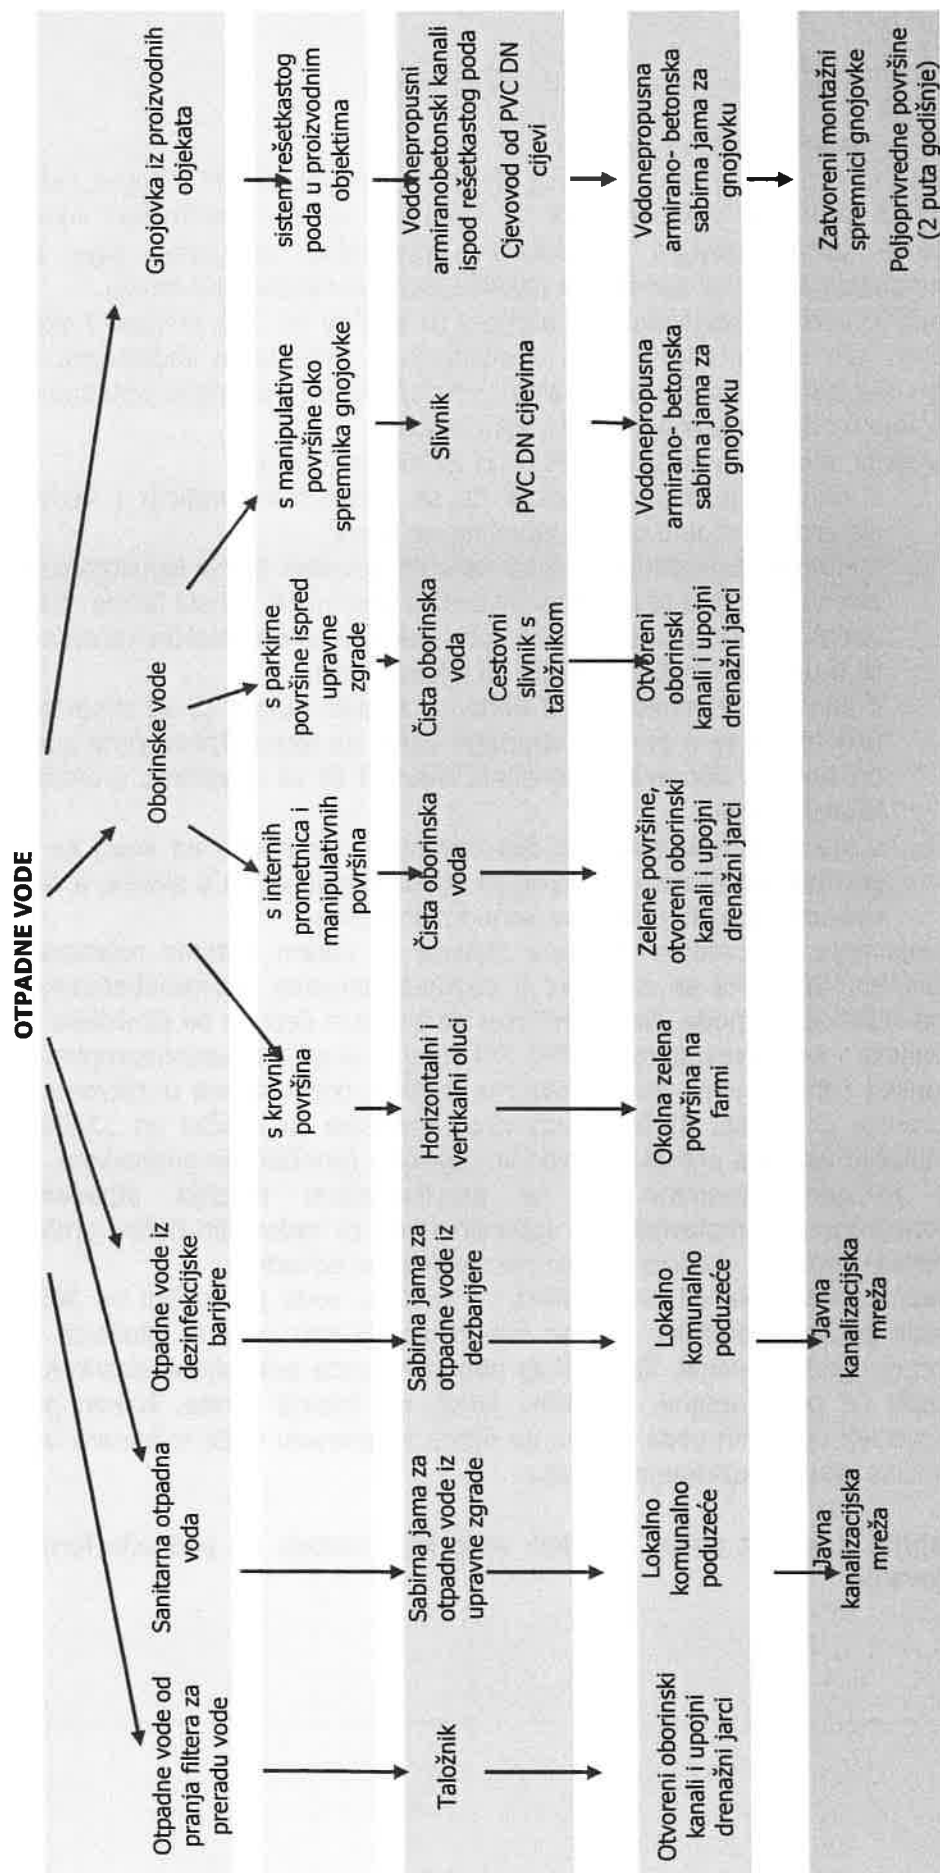 OTPADNE VODE
Otpadne vode od
pranja filtera za
preradu vode
Sanitarna otpadna
voda
Otpadne vode iz
dezinfekcijske
barijere
Oborinske vode
Gnojovka iz proizvodnih
objekata
s krovnih
površina
s internih
prometnica i
manipulativnih
površina
s parkirne
površine ispred
upravne
zgrade
s manipulativne
površine oko
spremnika gnojovke
sistem rešetkastog
poda u proizvodnim
objektima
Taložnik
Sabirna jama za
otpadne vode iz
upravne zgrade
Sabirna jama za
otpadne vode iz
dezbarijere
Horizontalni i
vertikalni oluci
Čista oborinska
voda
Čista oborinska
voda
Cestovni
slivnik s
taložnikom
Slivnik
PVC DN cijevima
Vodonepropusni
armiranobetonski kanali
ispod rešetkastog poda
Cjevovod od PVC DN
cijevi
Otvoreni oborinski
kanali i upojni
drenažni jarci
Lokalno
komunalno
poduzeće
Lokalno
komunalno
poduzeće
Okolna zelena
površina na
farmi
Zelene površine,
otvoreni oborinski
kanali i upojni
drenažni jarci
Otvoreni
oborinski
kanali i upojni
drenažni jarci
Vodonepropusna
armirano- betonska
sabirna jama za
gnojovku
Vodonepropusna
armirano- betonska
sabirna jama za
gnojovku
Javna
kanalizacijska
mreža
Javna
kanalizacijska
mreža
Zatvoreni montažni
spremnici gnojovke
Poljoprivredne površine
(2 puta godišnje)